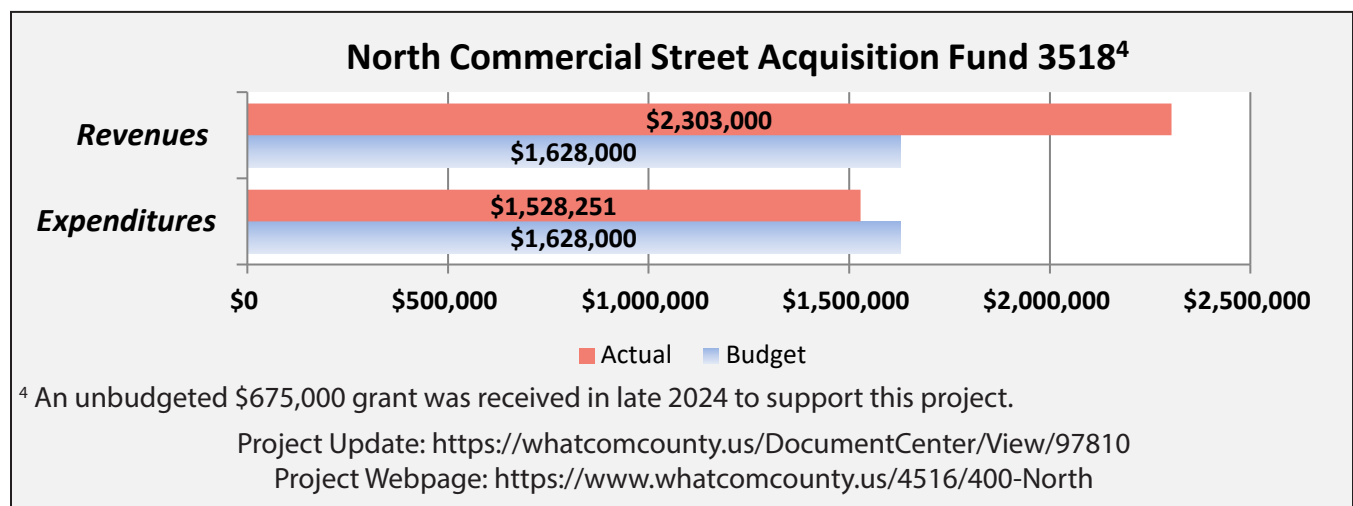 North Commercial Street Acquisition Fund 3518⁴
Revenues
$2,303,000
$1,628,000
Expenditures
$1,528,251
$1,628,000
$0 $500,000 $1,000,000 $1,500,000 $2,000,000 $2,500,000
Actual Budget
⁴ An unbudgeted $675,000 grant was received in late 2024 to support this project.
Project Update: https://whatcomcounty.us/DocumentCenter/View/97810
Project Webpage: https://www.whatcomcounty.us/4516/400-North